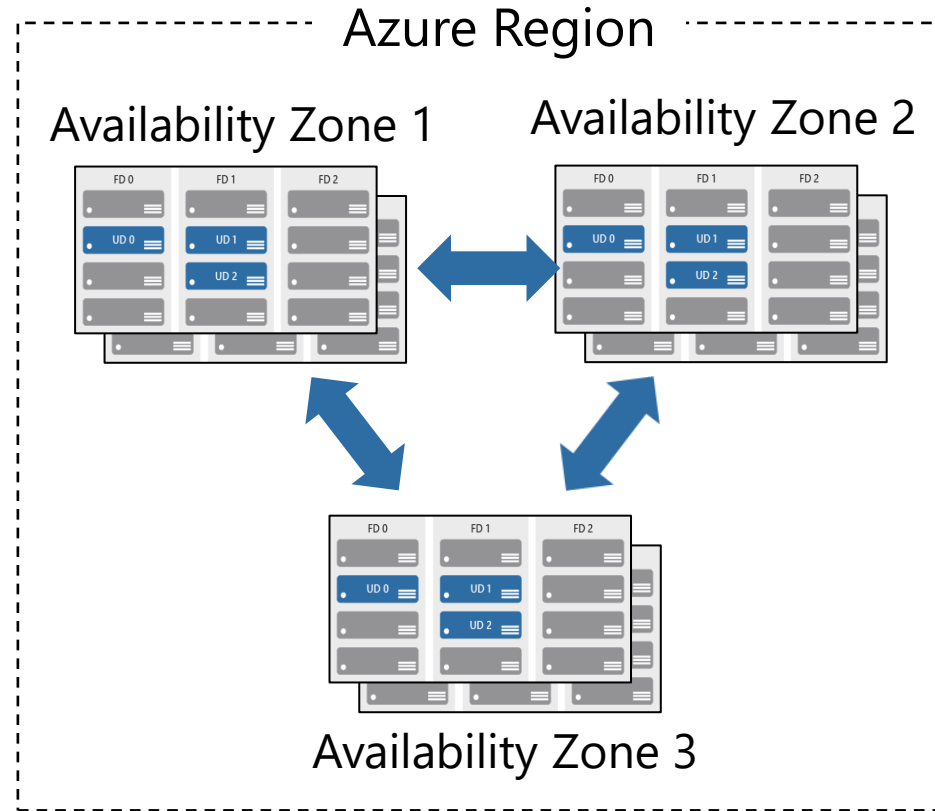 Azure Region
Availability Zone 1
Availability Zone 2
FD 0 FD 1 FD 2
UD 0 UD 1
UD 2
FD 0 FD 1 FD 2
UD 0 UD 1
UD 2
FD 0 FD 1 FD 2
UD 0 UD 1
UD 2
Availability Zone 3